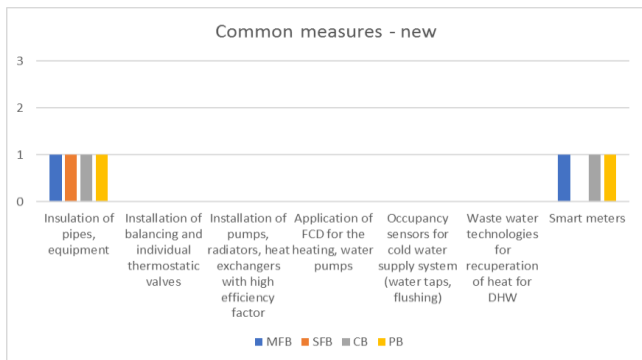 Common measures - new
3
2
1
0
Insulation of
pipes,
equipment
Installation of
balancing and
individual
thermostatic
valves
Installation of
pumps,
radiators, heat
exchangers
with high
efficiency
factor
Application of
FCD for the
heating, water
pumps
Occupancy
sensors for
cold water
supply system
(water taps,
flushing)
Waste water
technologies
for
recuperation
of heat for
DHW
Smart meters
MFB SFB CB PB